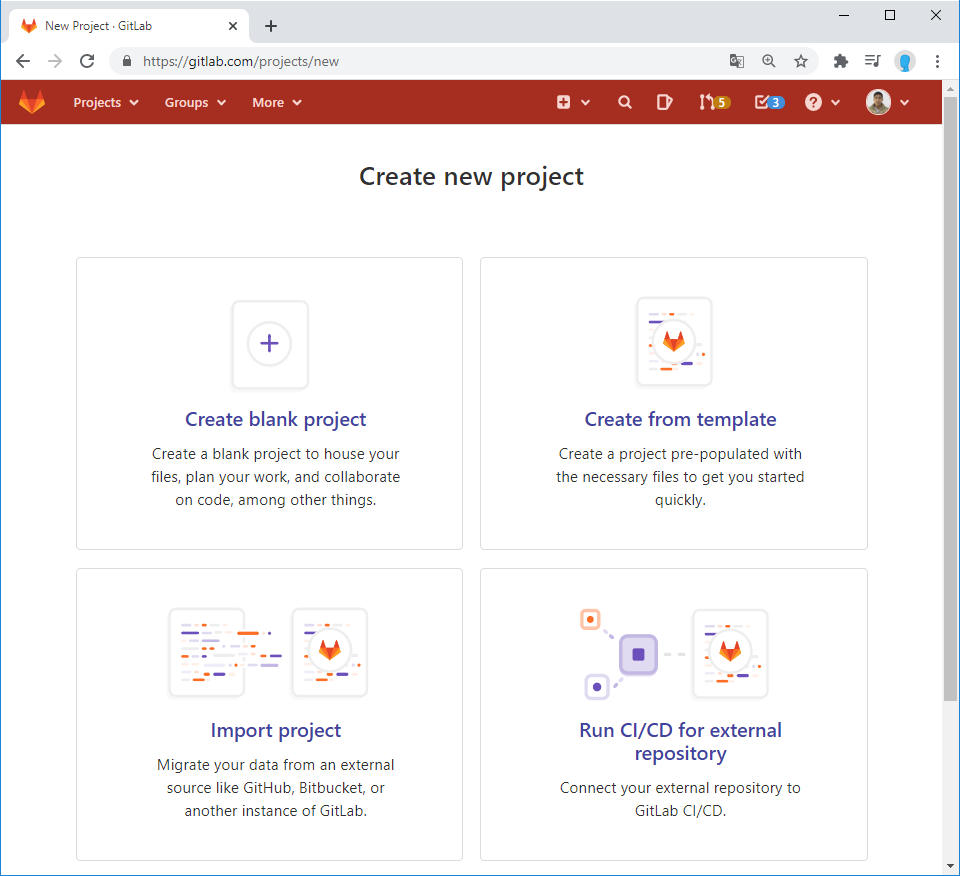 New Project · GitLab
https://gitlab.com/projects/new
Projects Groups More 5 3
Create new project
Create blank project
Create a blank project to house your
files, plan your work, and collaborate
on code, among other things.
Create from template
Create a project pre-populated with
the necessary files to get you started
quickly.
Import project
Migrate your data from an external
source like GitHub, Bitbucket, or
another instance of GitLab.
Run CI/CD for external
repository
Connect your external repository to
GitLab CI/CD.